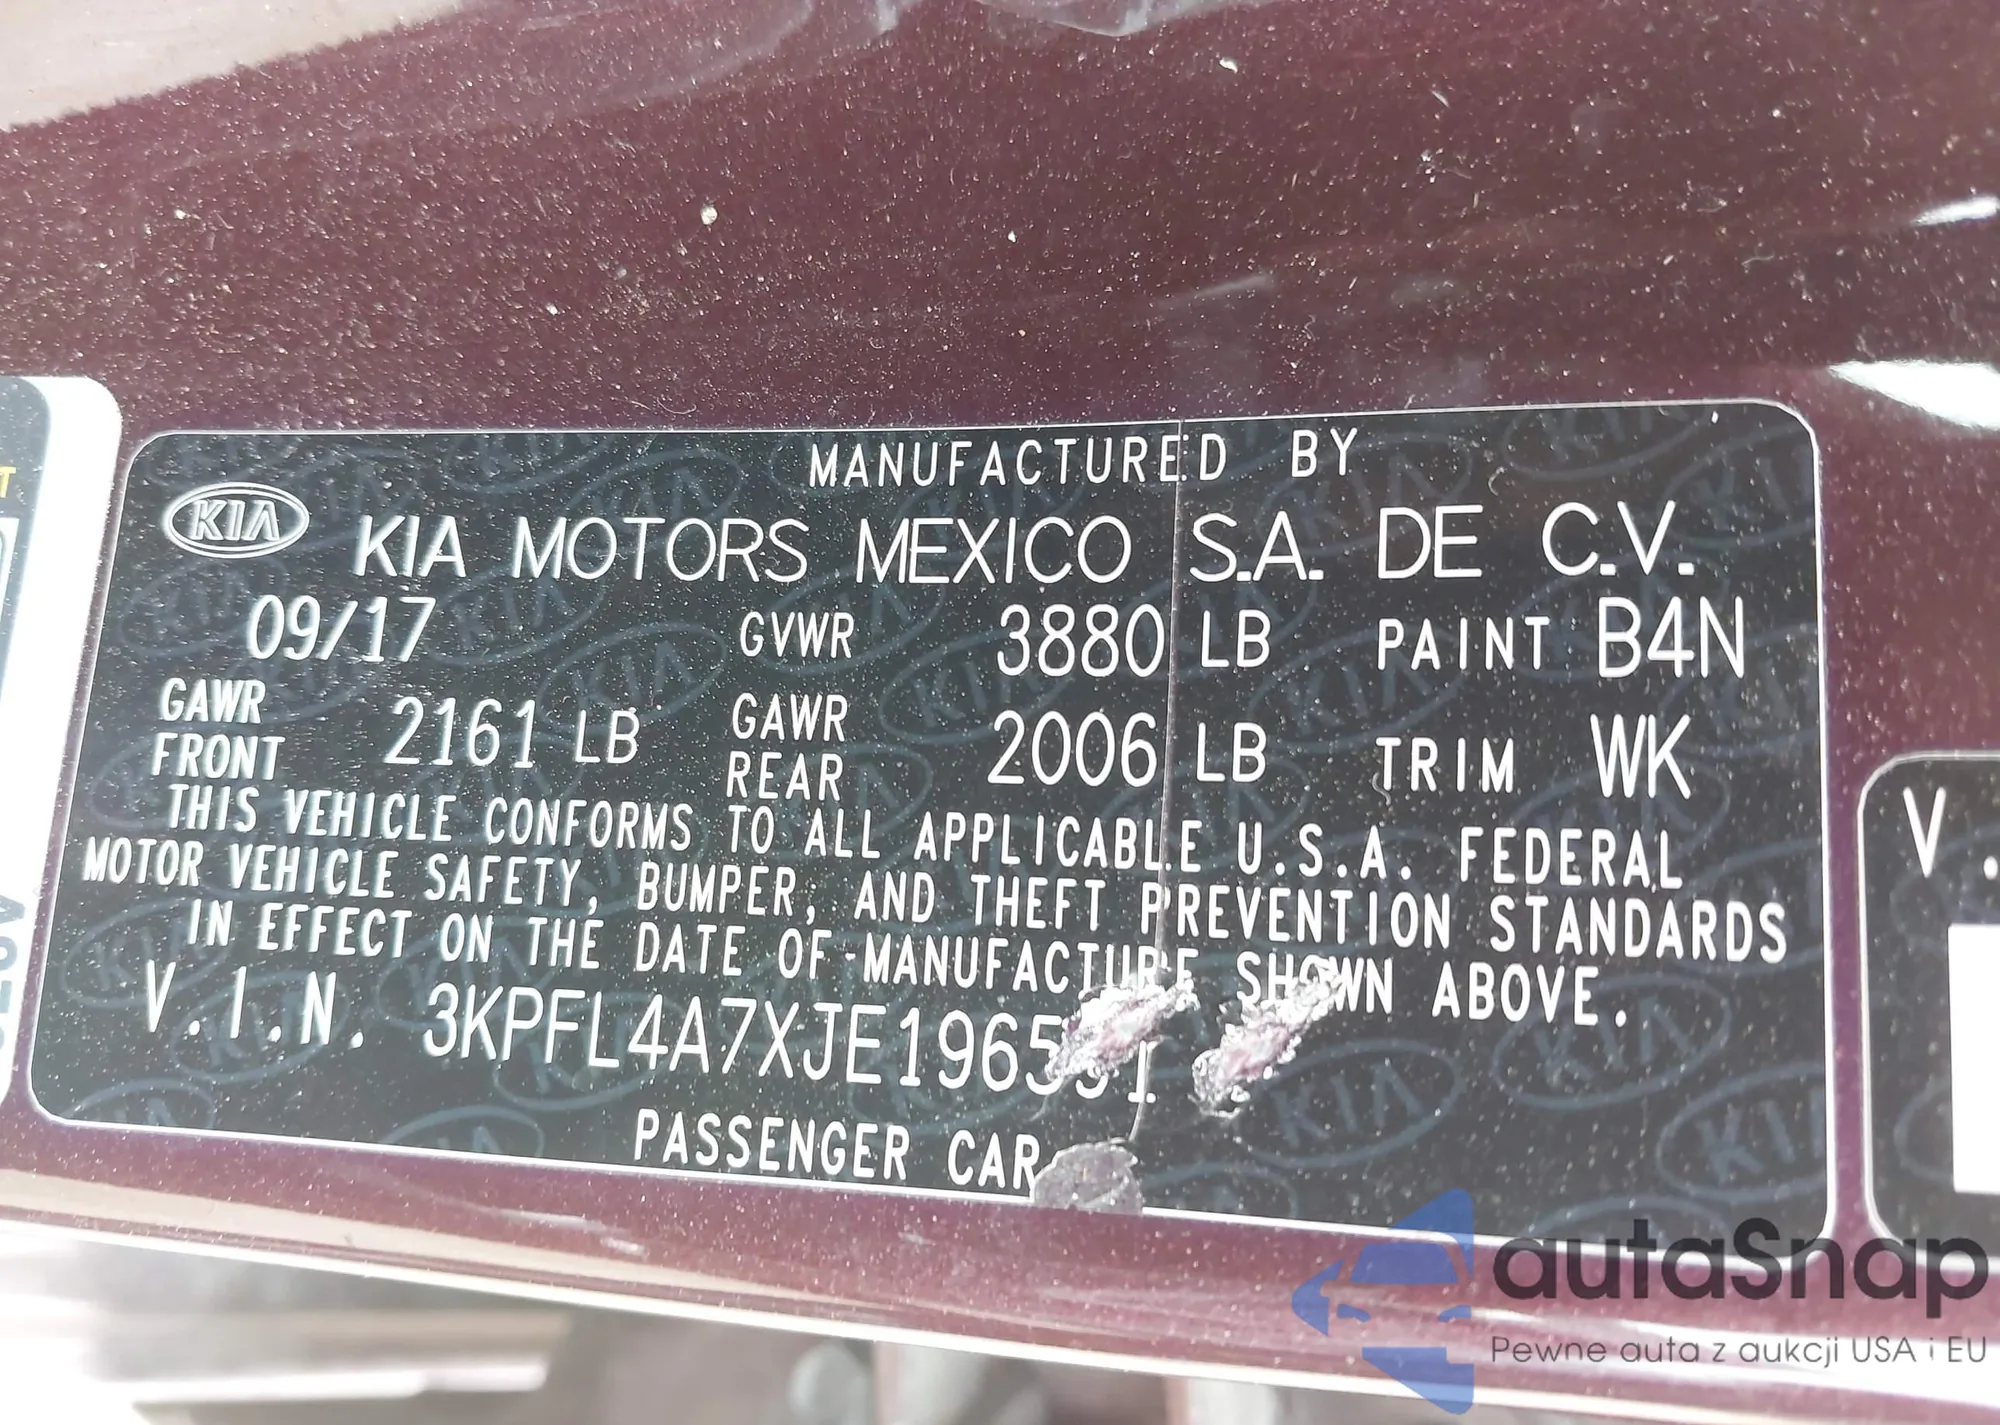 MANUFACTURED BY
KIA KIA MOTORS MEXICO S.A. DE C.V.
09/17 GVWR 3880 LB PAINT B4N
GAWR FRONT 2161 LB GAWR REAR 2006 LB TRIM WK
THIS VEHICLE CONFORMS TO ALL APPLICABLE U.S.A. FEDERAL
MOTOR VEHICLE SAFETY, BUMPER, AND THEFT PREVENTION STANDARDS
IN EFFECT ON THE DATE OF MANUFACTURE SHOWN ABOVE.
V.I.N.
PASSENGER CAR
V.
autaSnap
Pewne auta z aukcji USA i EU